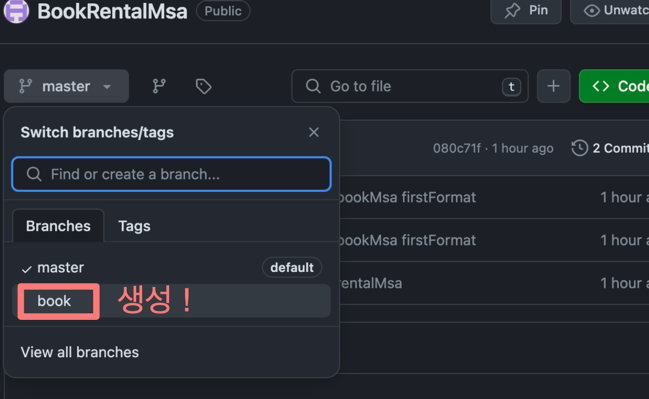 BookRentalMsa Public
Pin
Unwatc
master
Go to file
t
Code
Switch branches/tags
Find or create a branch...
080c71f · 1 hour ago
2 Commit
Branches
Tags
bookMsa firstFormat
1 hour a
bookMsa firstFormat
1 hour a
master
default
rentalMsa
1 hour a
book
생성 !
View all branches